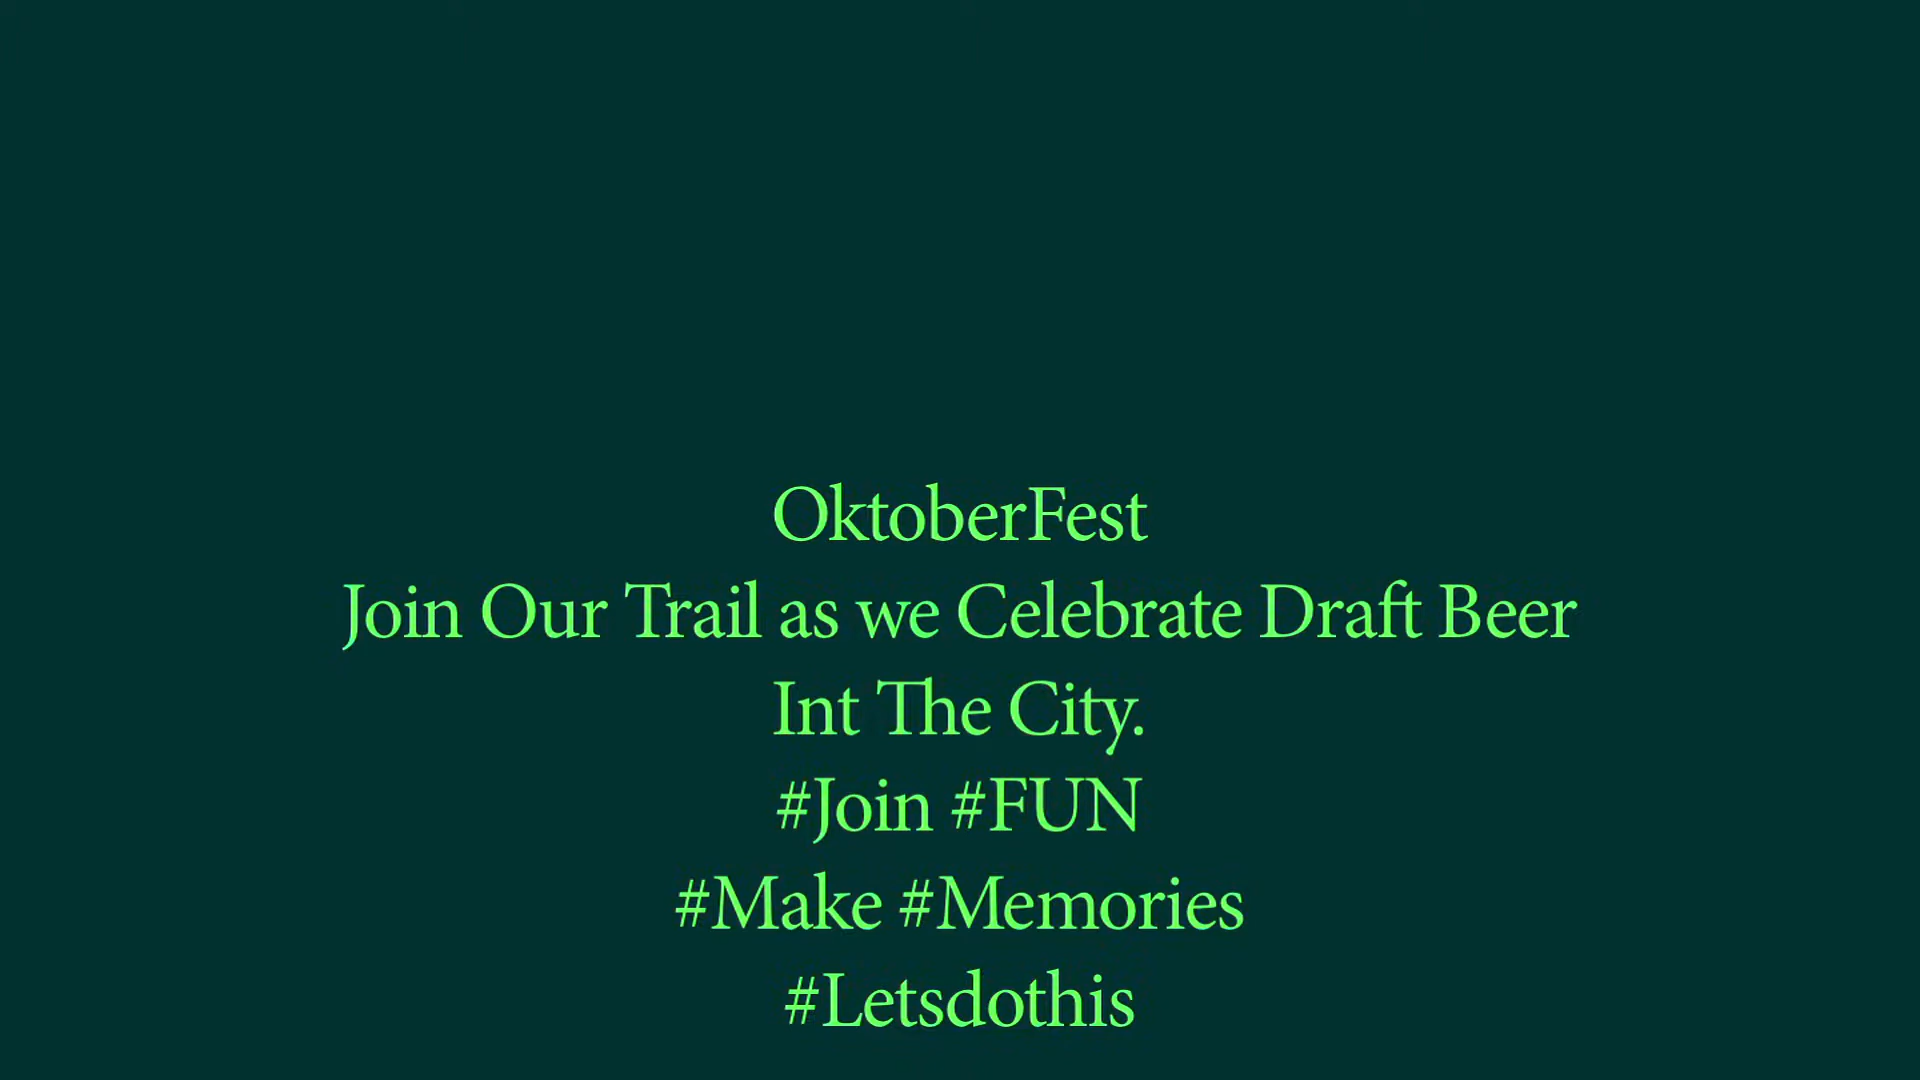 OktoberFest
Join Our Trail as we Celebrate Draft Beer
Int The City.
#Join #FUN
#Make #Memories
#Letsdothis